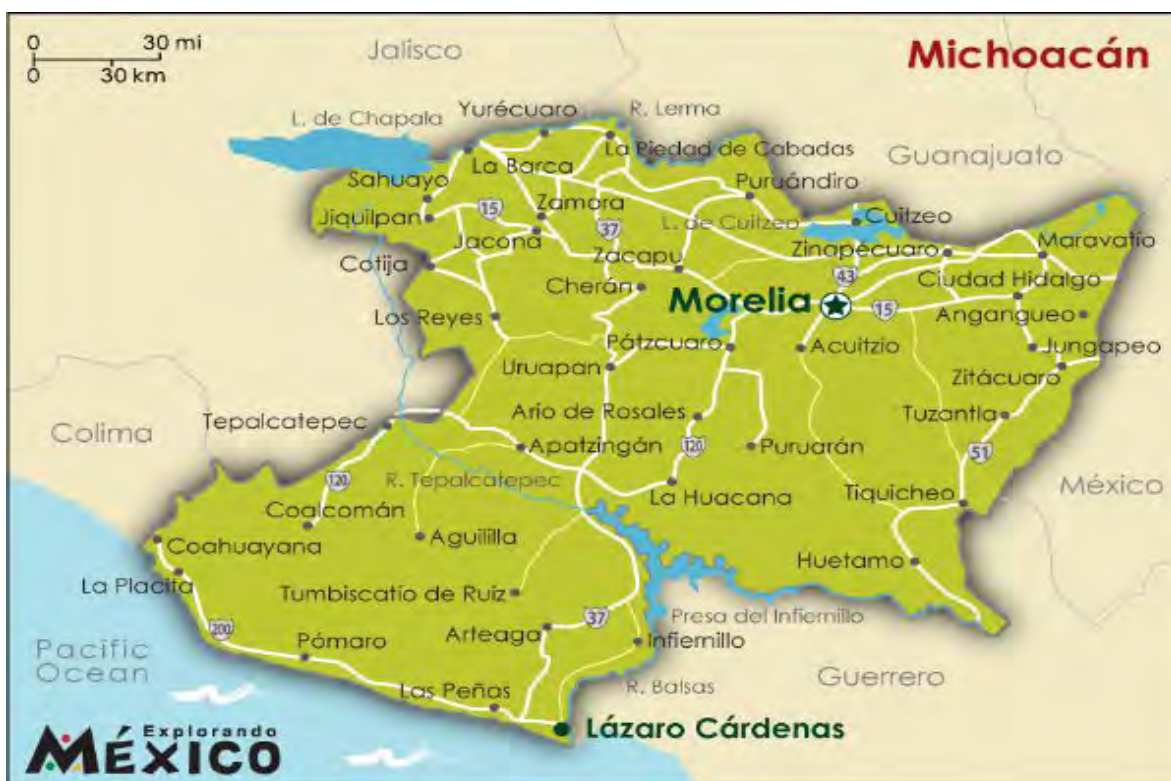 0 30 mi
0 30 km
Jalisco
Michoacán
Yurécuaro
R. Lerma
L. de Chapala
La Barca
La Piedad de Cabadas
Guanajuato
Sahuayo
Puruándiro
Jiquilpan
15
Zamora
37
L. de Cuitzeo
Cuitzeo
Jacona
Zinapécuaro
Maravatío
Cotija
Zacapu
43
Ciudad Hidalgo
Cherán
Morelia
15
Angangueo
Los Reyes
Pátzcuaro
Acuitzio
Jungapeo
Uruapan
Zitácuaro
Tepalcatepec
Ario de Rosales
Tuzantla
Colima
Apatzingán
120
Puruarán
51
120
R. Tepalcatepec
La Huacana
Tiquicheo
México
Coalcomán
Aguililla
Coahuayana
Huetamo
La Placita
Tumbiscatío de Ruiz
Presa del Infiernillo
200
Arteaga
37
Pómaro
Infiernillo
Pacific
Ocean
Guerrero
Las Peñas
R. Balsas
Explorando
MÉXICO
Lázaro Cárdenas